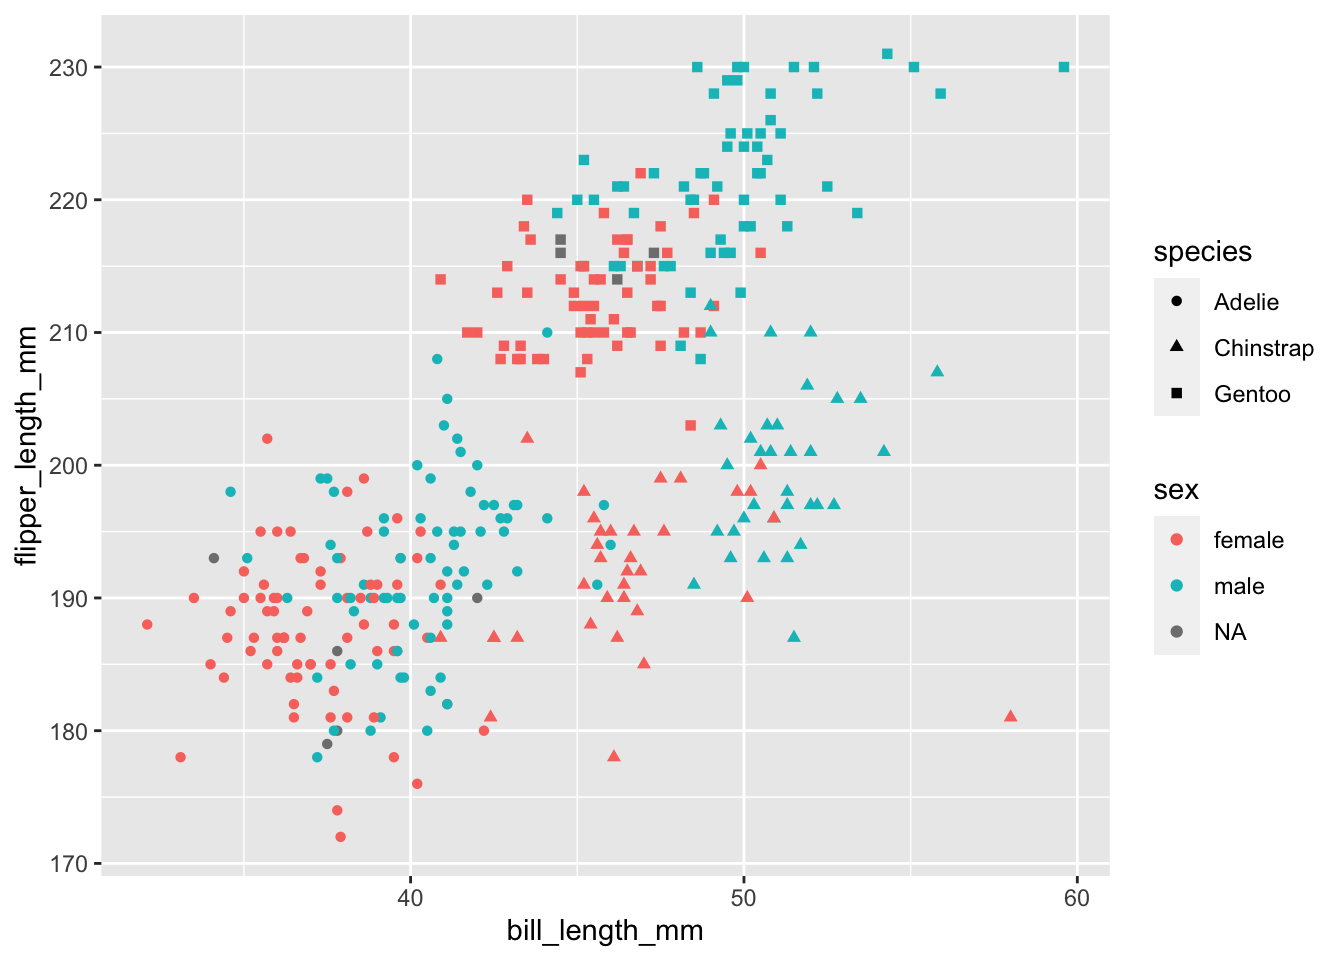 230
220
210
200
190
180
170
flipper_length_mm
40
50
60
bill_length_mm
species
Adelie
Chinstrap
Gentoo
sex
female
male
NA